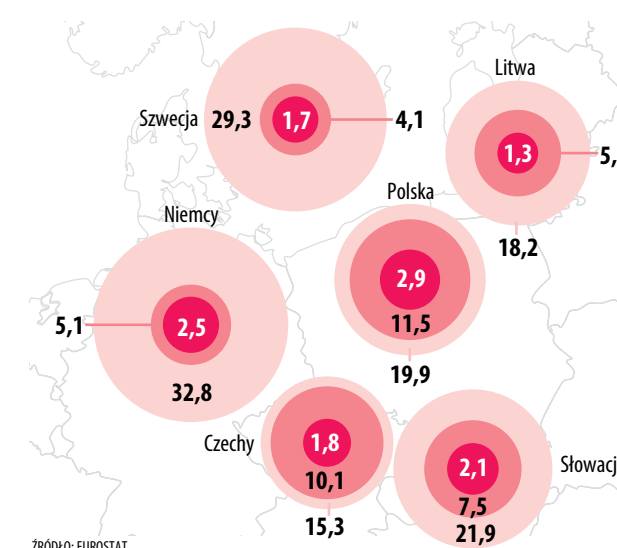 Litwa
Szwecja 29,3 1,7 4,1
1,3 5,
Polska
Niemcy
18,2
2,9
5,1 2,5 11,5
19,9
32,8
Czechy 1,8
10,1
15,3
2,1 Słowacj
7,5
21,9
ŹRÓDŁO: EUROSTAT